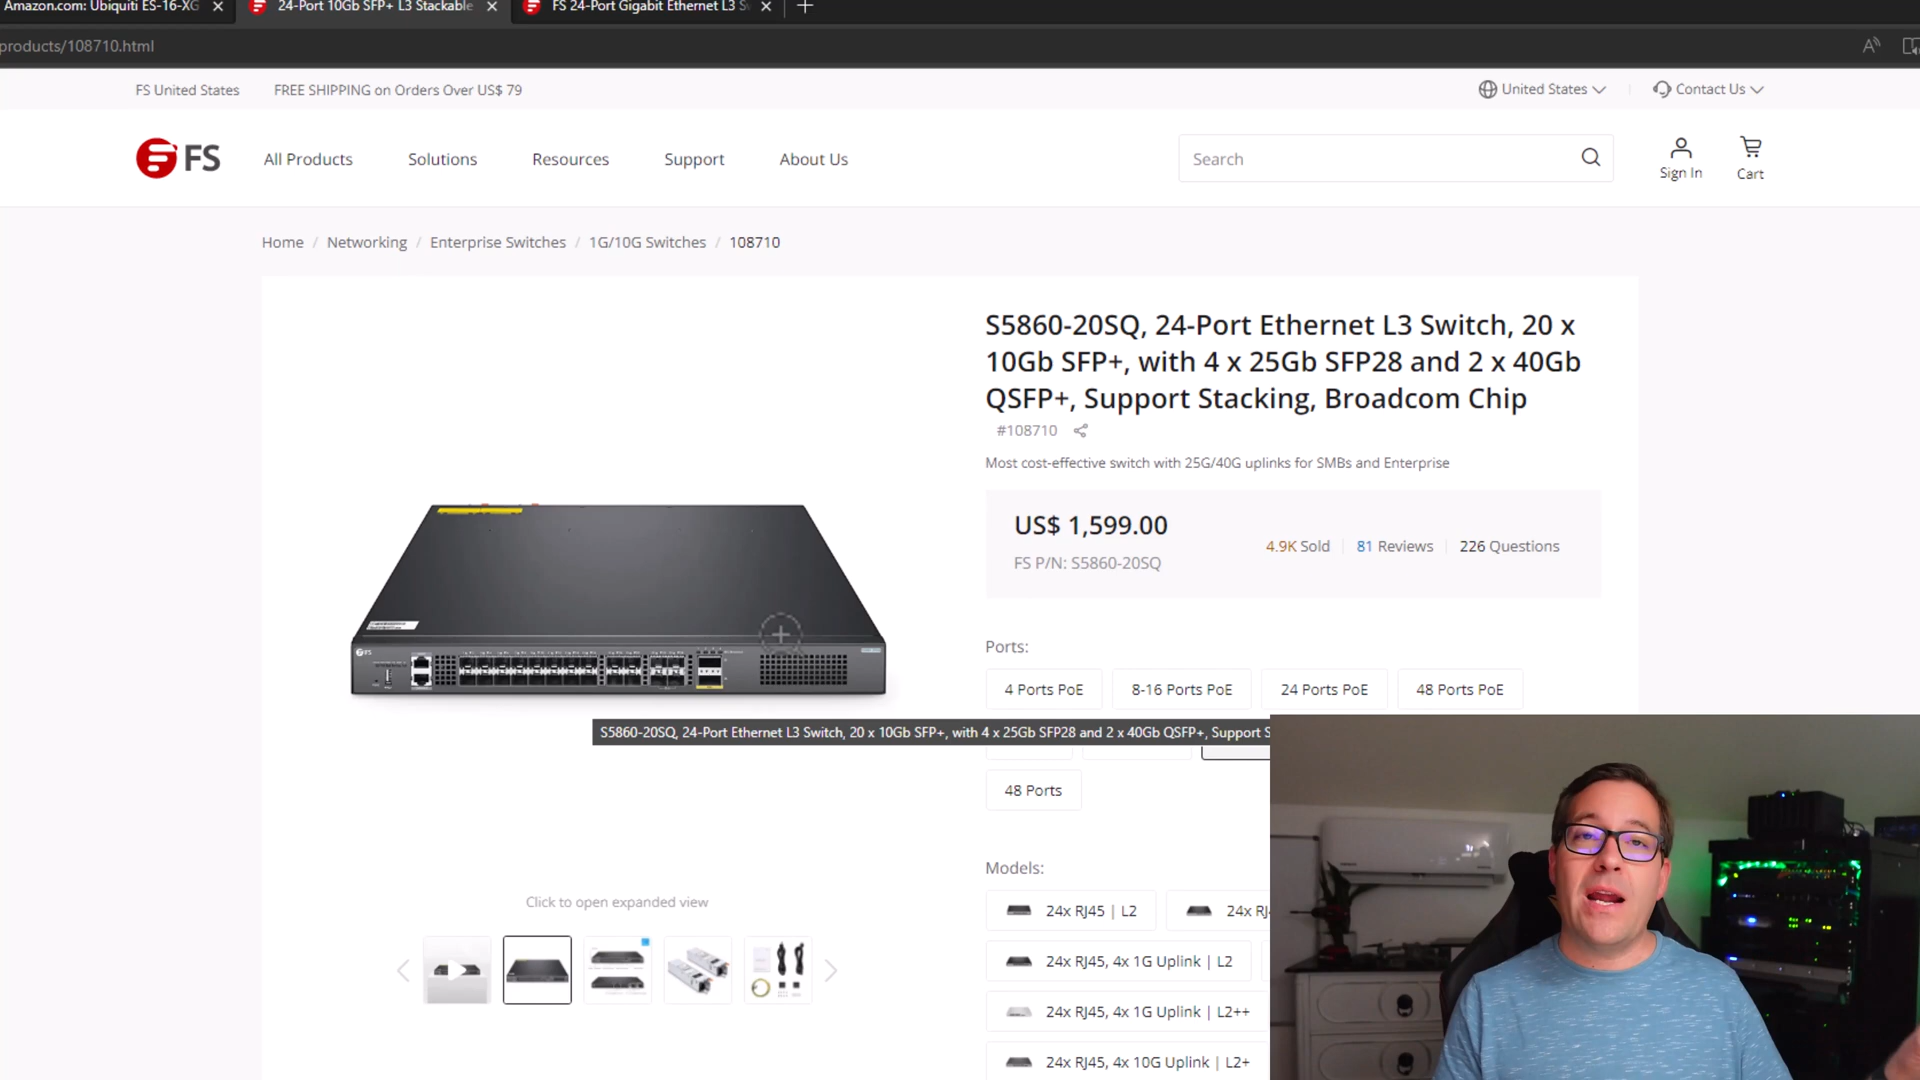 Amazon.com: Ubiquiti ES-16-XG
24-Port 10Gb SFP+ L3 Stackable
FS 24-Port Gigabit Ethernet L3 S
products/108710.html
FS United States
FREE SHIPPING on Orders Over US$ 79
United States
Contact Us
FS
All Products
Solutions
Resources
Support
About Us
Search
Sign In
Cart
Home / Networking / Enterprise Switches / 1G/10G Switches / 108710
S5860-20SQ, 24-Port Ethernet L3 Switch, 20 x
10Gb SFP+, with 4 x 25Gb SFP28 and 2 x 40Gb
QSFP+, Support Stacking, Broadcom Chip
#108710
Most cost-effective switch with 25G/40G uplinks for SMBs and Enterprise
US$ 1,599.00
4.9K Sold
81 Reviews
226 Questions
FS P/N: S5860-20SQ
Ports:
4 Ports PoE
8-16 Ports PoE
24 Ports PoE
48 Ports PoE
S5860-20SQ, 24-Port Ethernet L3 Switch, 20 x 10Gb SFP+, with 4 x 25Gb SFP28 and 2 x 40Gb QSFP+, Support S
48 Ports
Models:
24x RJ45 | L2
24x RJ
24x RJ45, 4x 1G Uplink | L2
24x RJ45, 4x 1G Uplink | L2++
24x RJ45, 4x 10G Uplink | L2+
Click to open expanded view